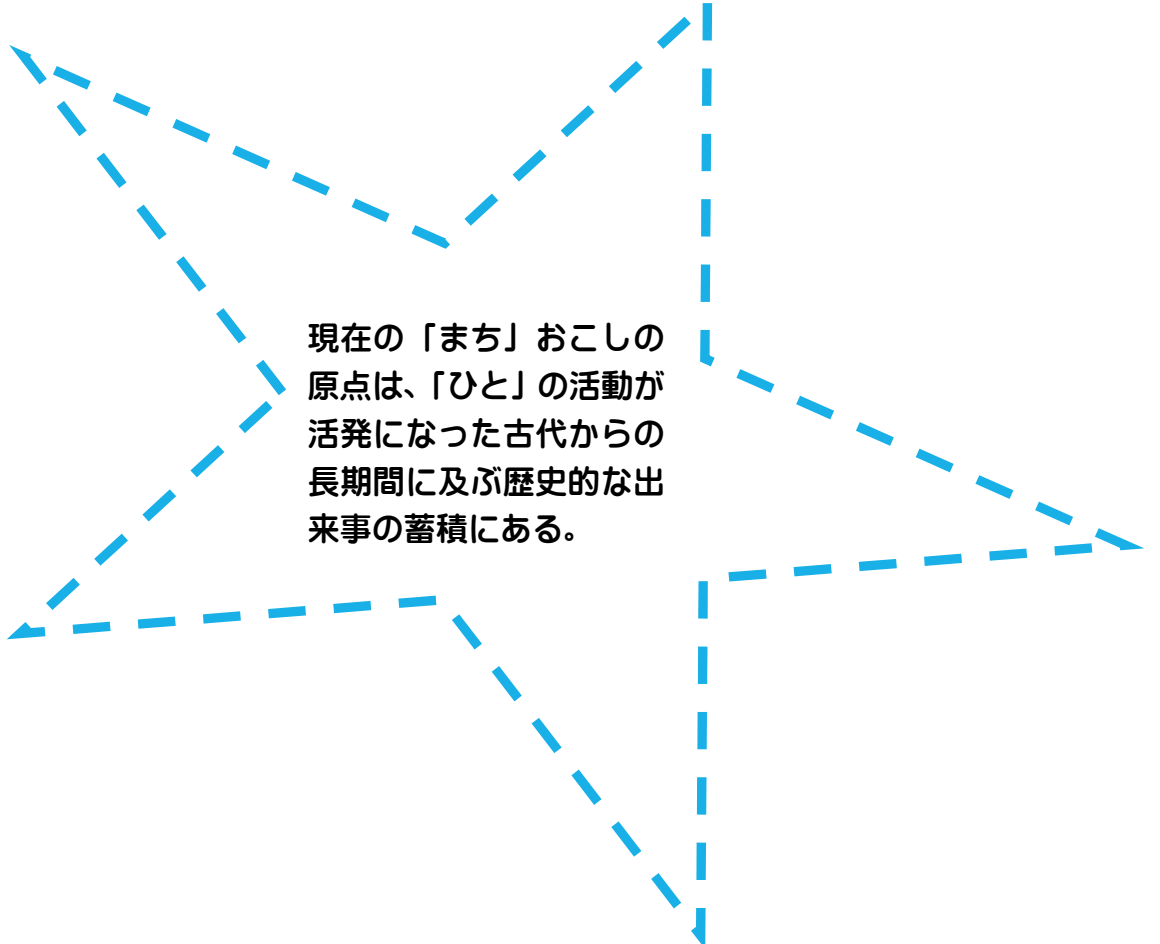 現在の「まち」おこしの
原点は、「ひと」の活動が
活発になった古代からの
長期間に及ぶ歴史的な出
来事の蓄積にある。